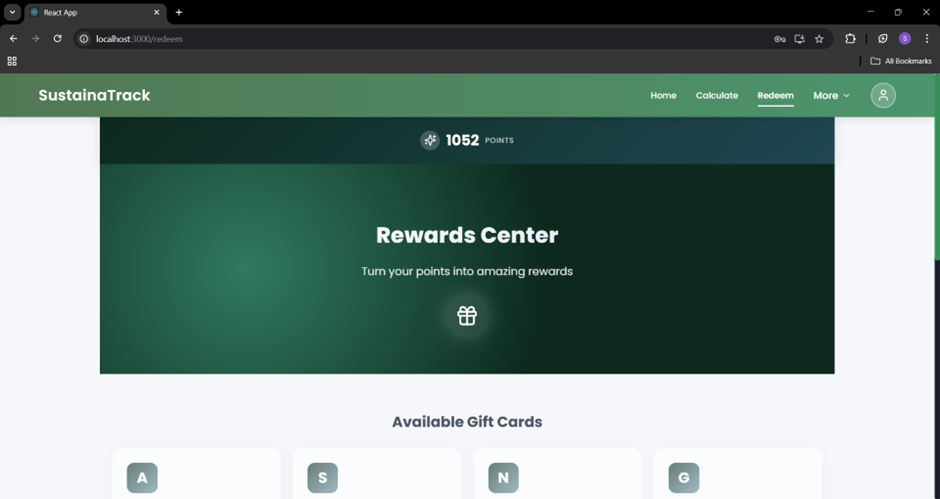 React App
localhost:3000/redeem
S
All Bookmarks
SustainaTrack
Home Calculate Redeem More
1052 POINTS
Rewards Center
Turn your points into amazing rewards
Available Gift Cards
A S N G